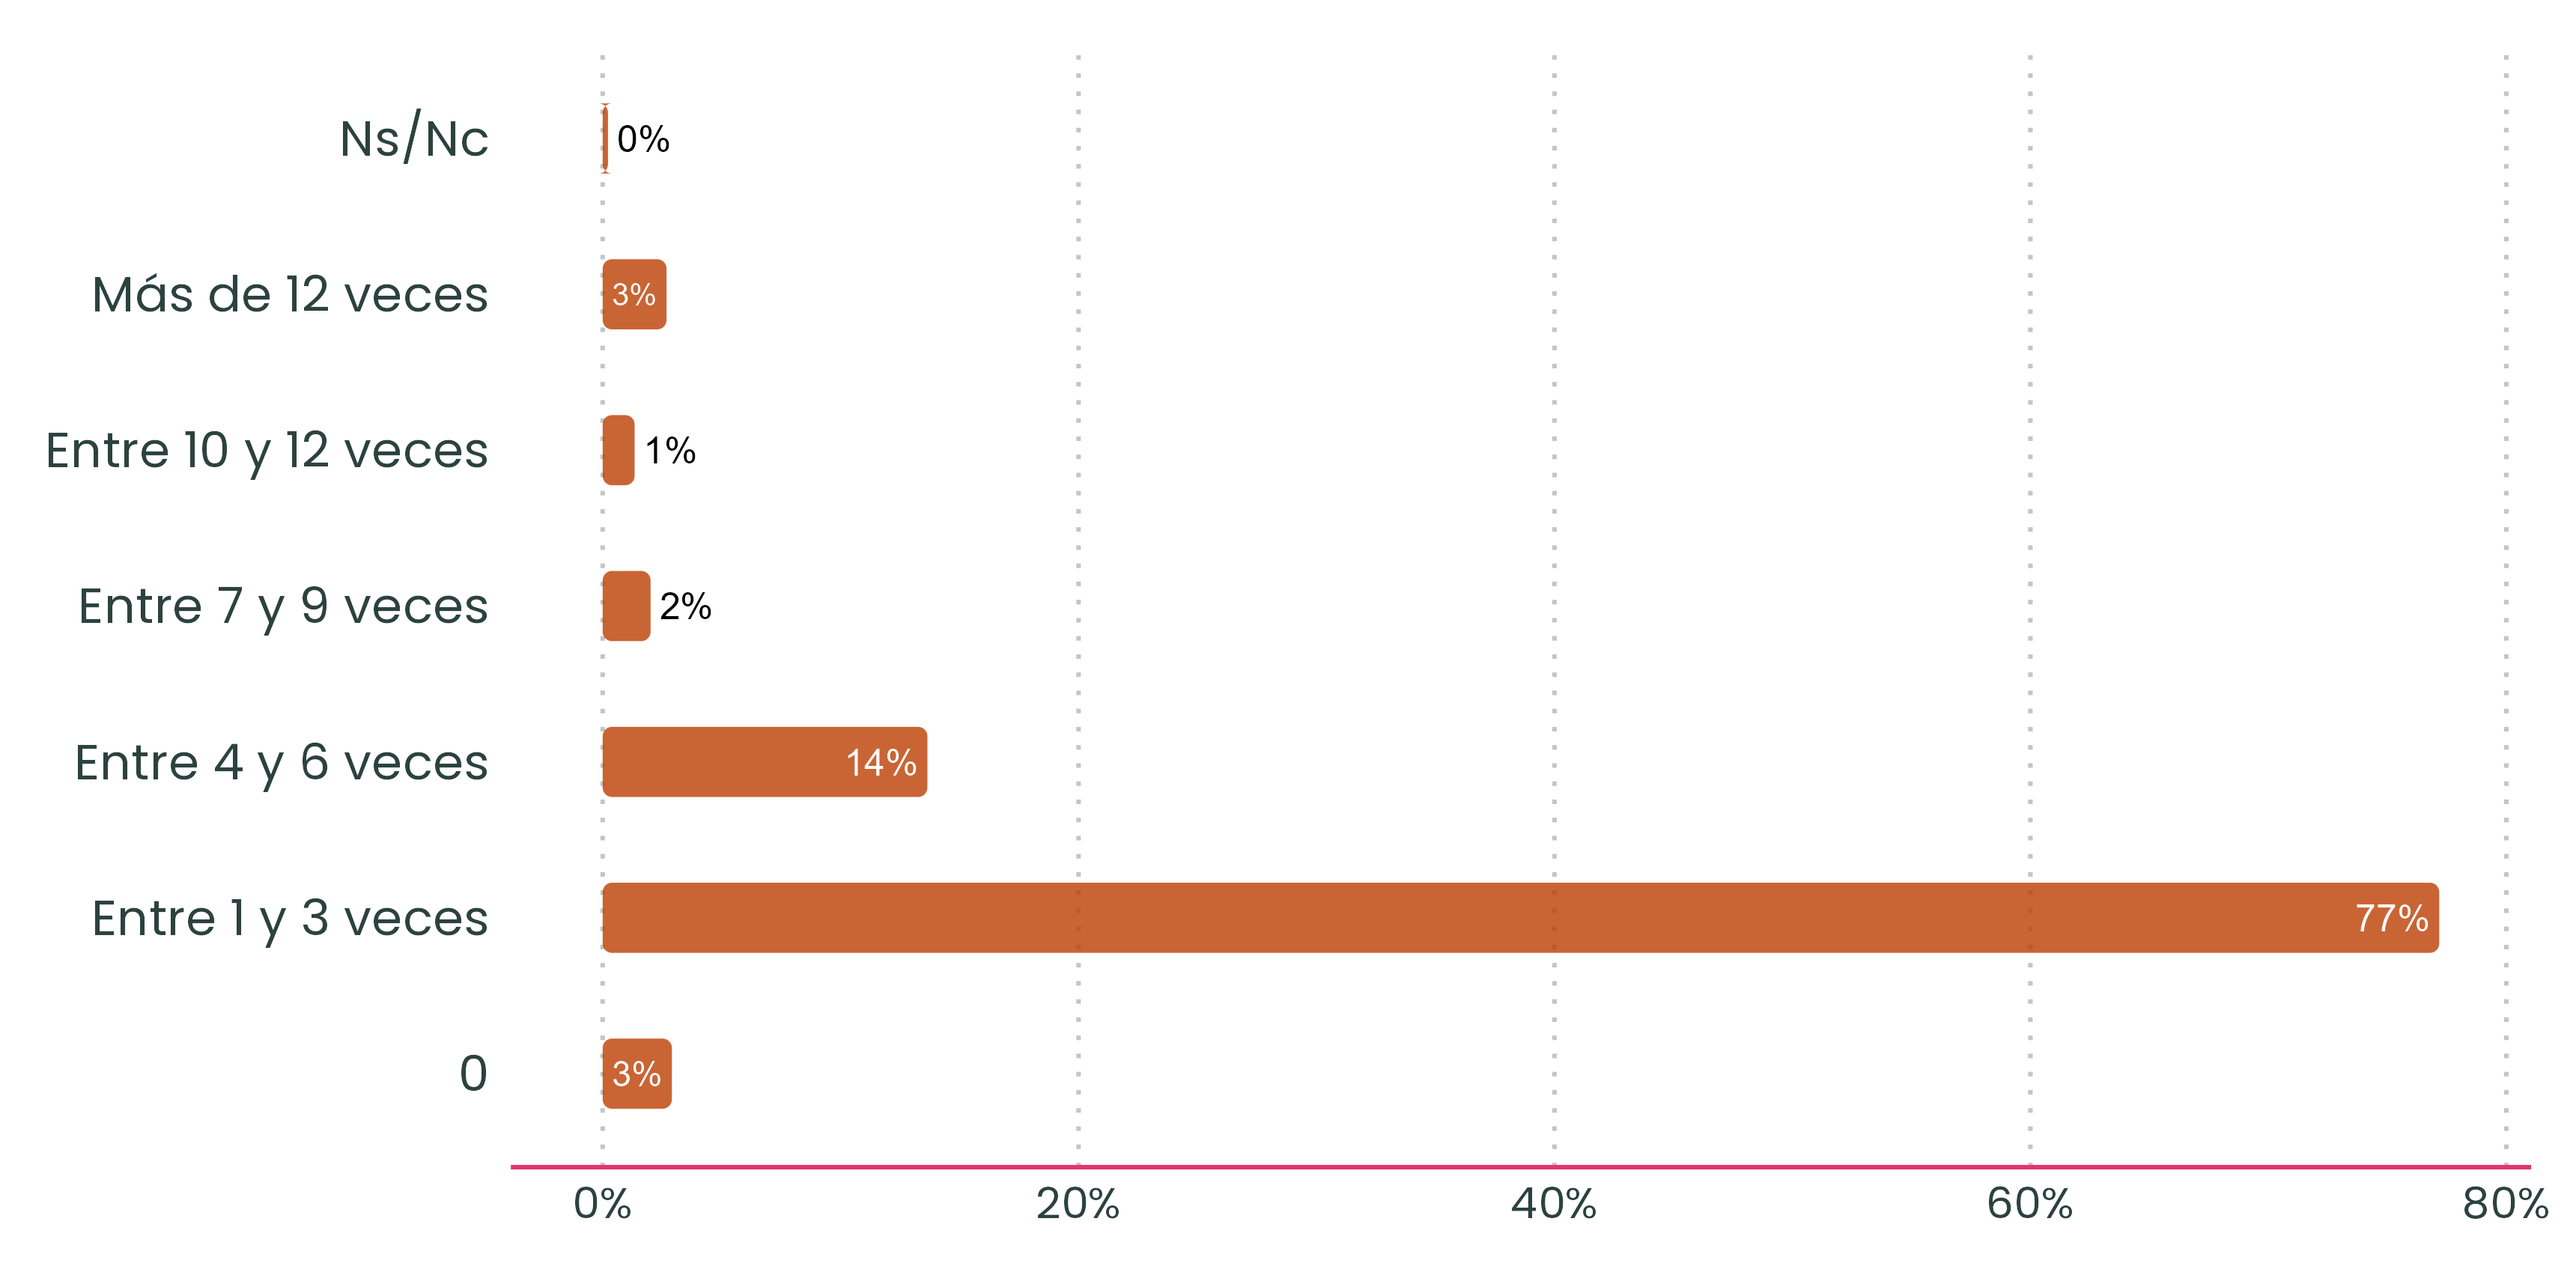 Ns/Nc 0%
Más de 12 veces 3%
Entre 10 y 12 veces 1%
Entre 7 y 9 veces 2%
Entre 4 y 6 veces 14%
Entre 1 y 3 veces 77%
0 3%
0% 20% 40% 60% 80%